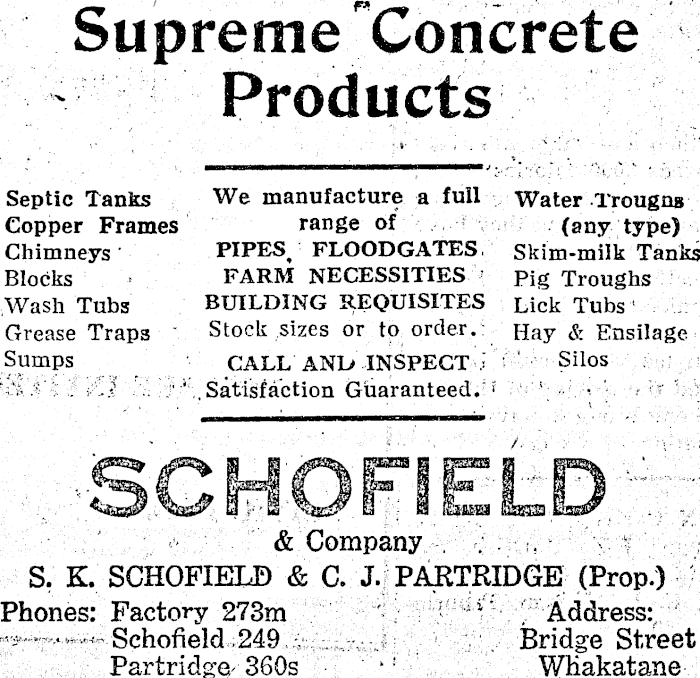 Supreme Concrete
Products
Septic Tanks
Copper Frames
Chimneys
Blocks
Wash Tubs
Grease Traps
Sumps
We manufacture a full
range of
PIPES, FLOODGATES
FARM NECESSITIES
BUILDING REQUISITES
Stock sizes or to order.
CALL AND INSPECT
Satisfaction Guaranteed.
Water Troughs
(any type)
Skim-milk Tanks
Pig Troughs
Lick Tubs
Hay & Ensilage
Silos
SCHOFIELD
& Company
S. K. SCHOFIELD & C. J. PARTRIDGE (Prop.)
Phones: Factory 273m
Schofield 249
Partridge 360s
Address:
Bridge Street
Whakatane